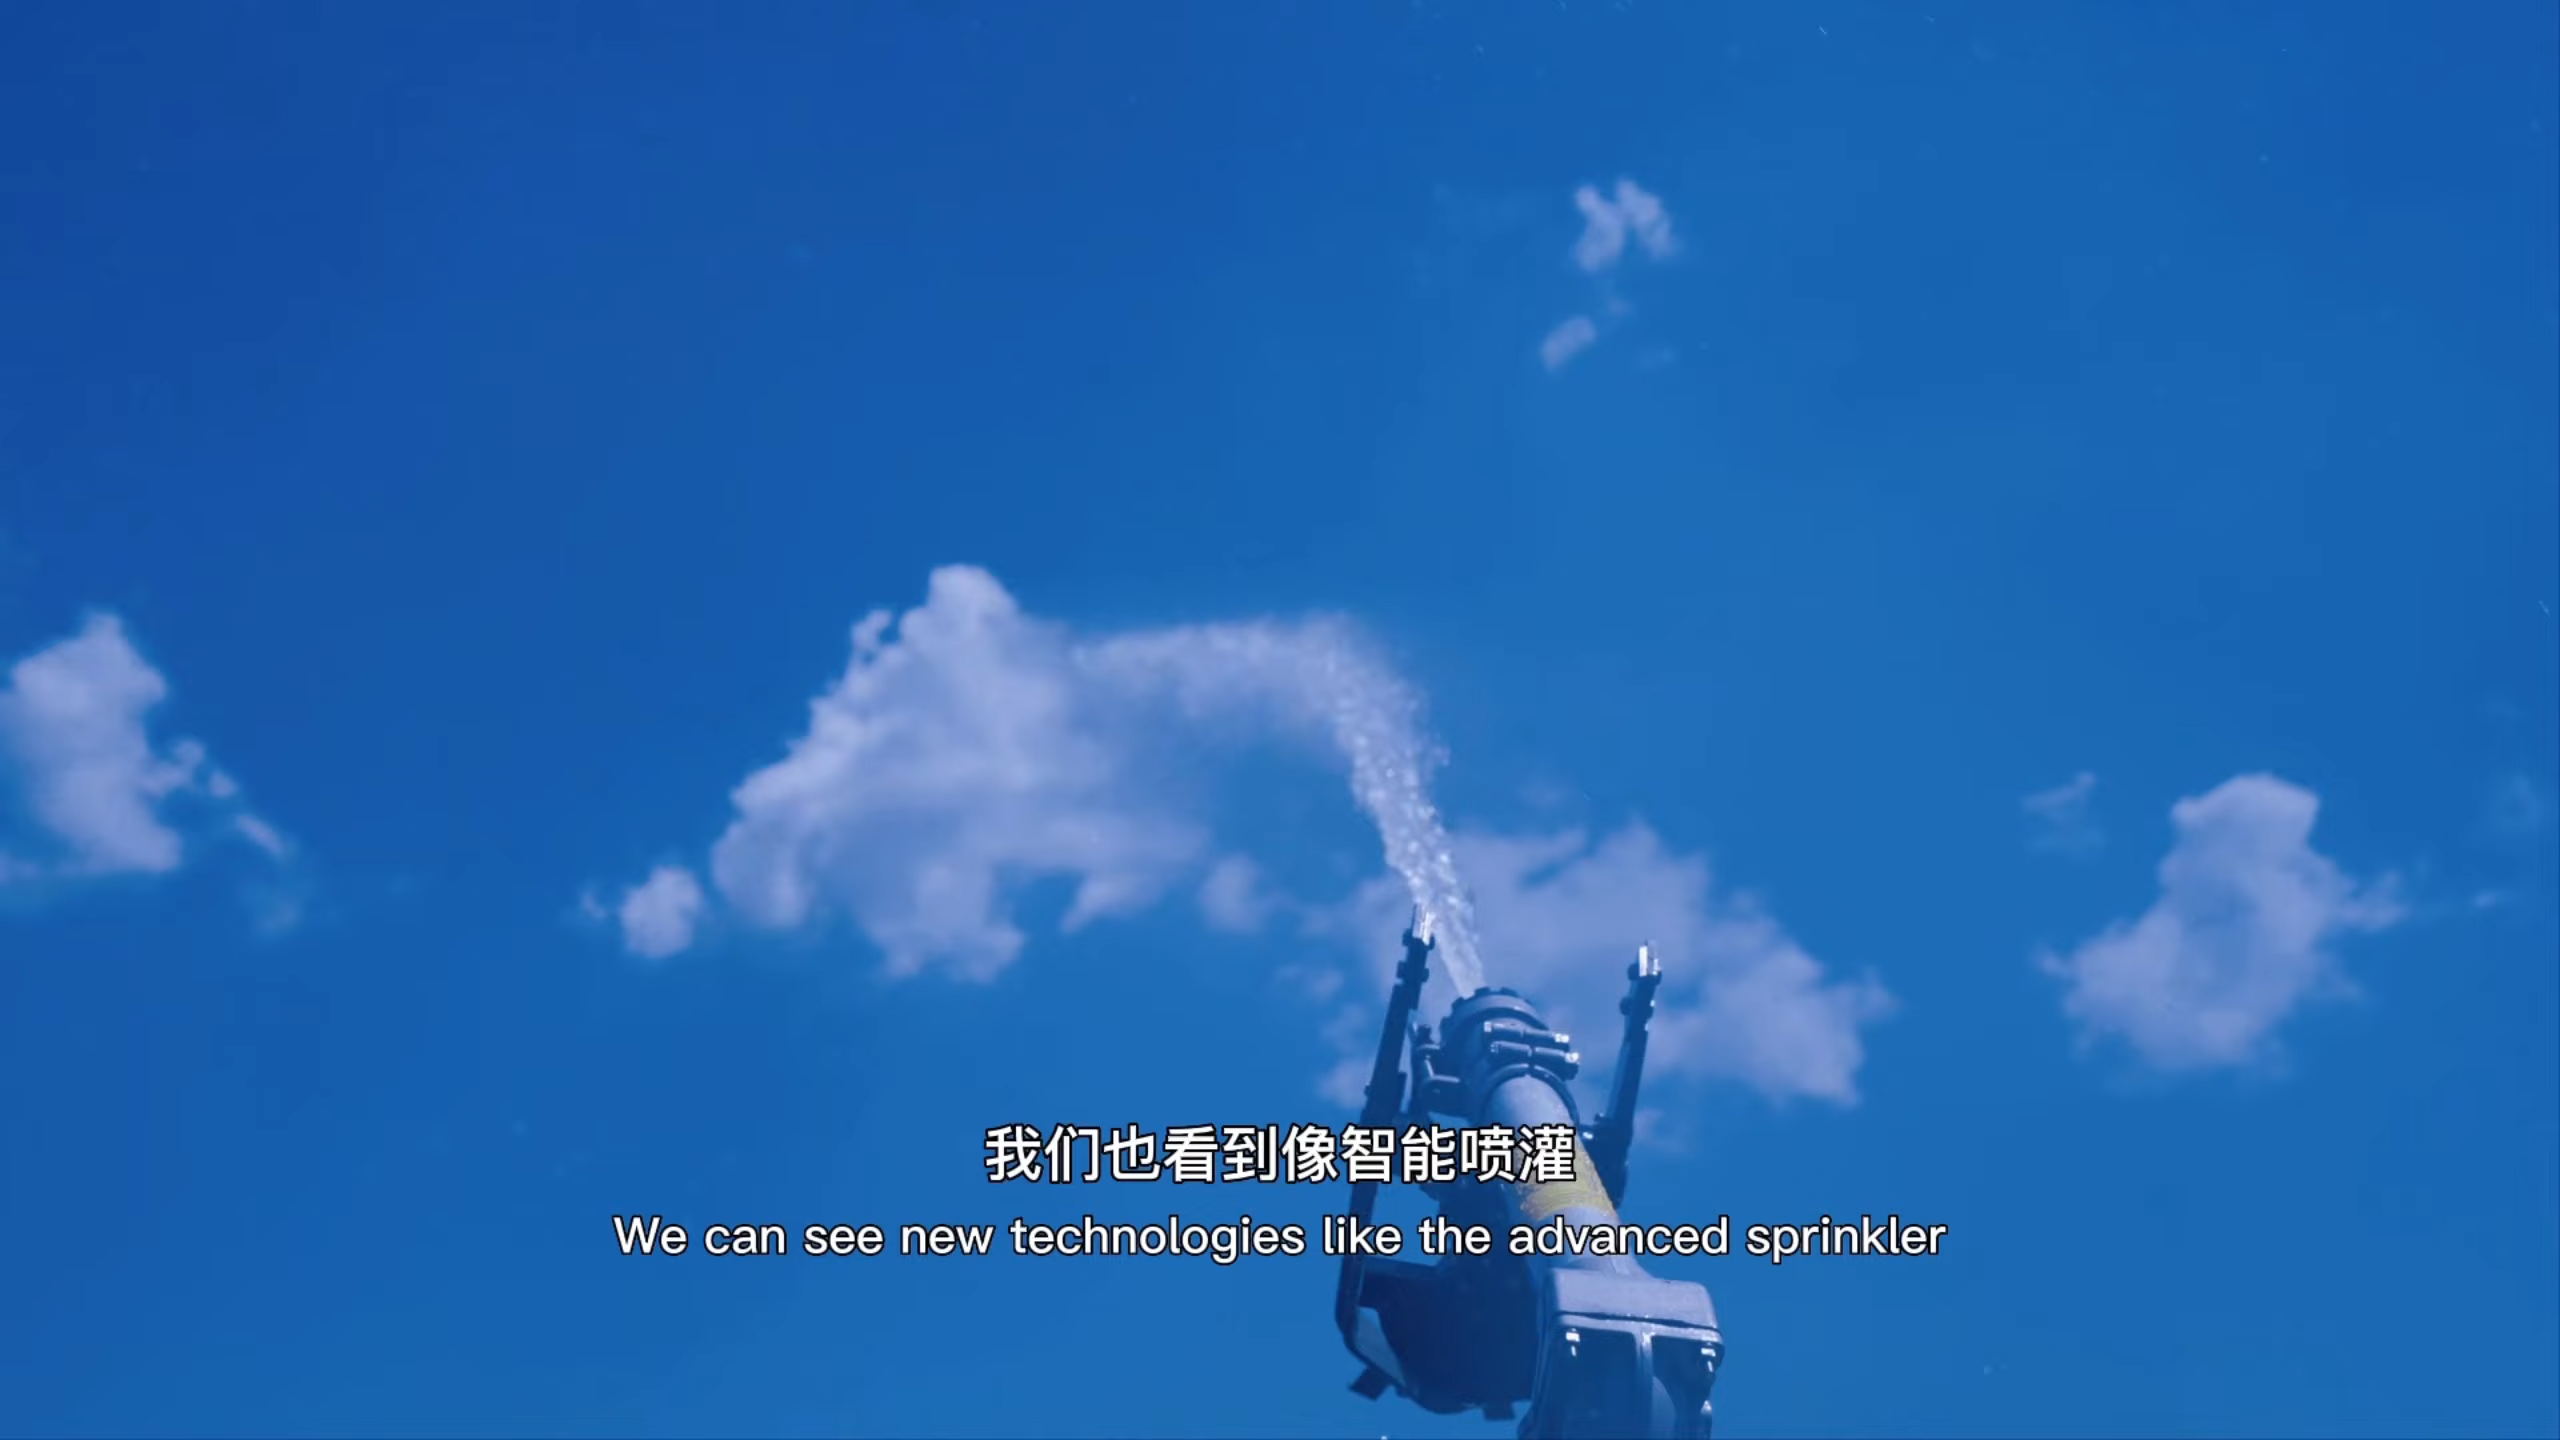 我们也看到像智能喷灌
We can see new technologies like the advanced sprinkler